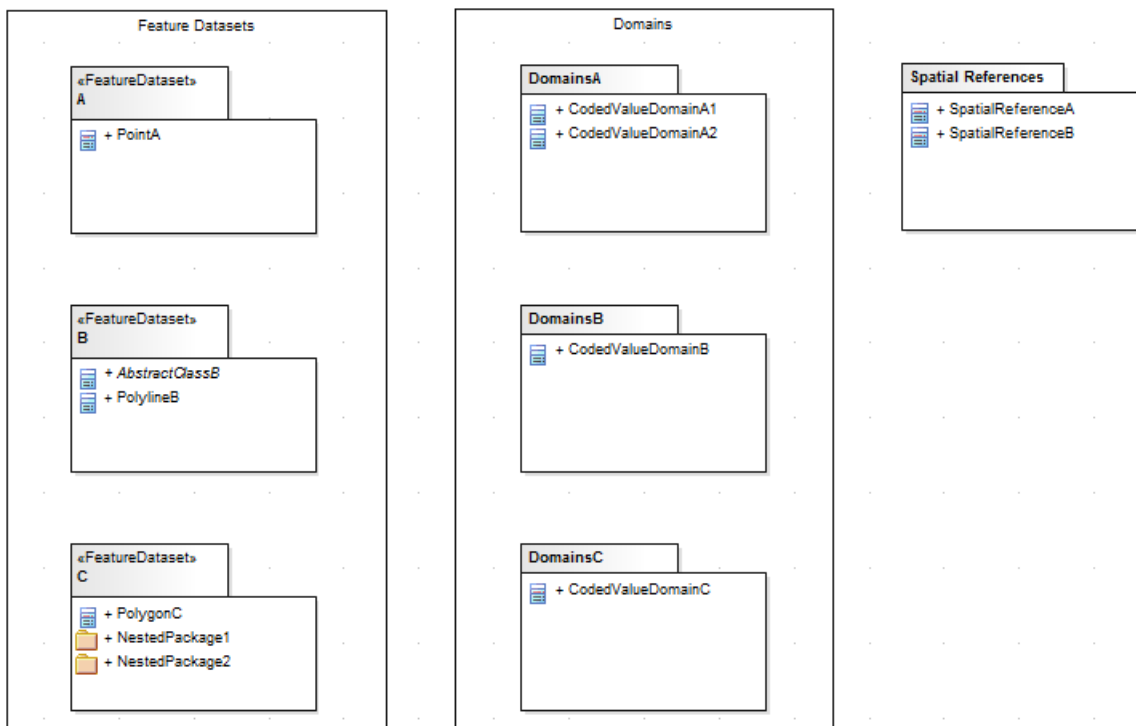 Feature Datasets
«FeatureDataset»
A
+ PointA
«FeatureDataset»
B
+ AbstractClassB
+ PolylineB
«FeatureDataset»
C
+ PolygonC
+ NestedPackage1
+ NestedPackage2
Domains
DomainsA
+ CodedValueDomainA1
+ CodedValueDomainA2
DomainsB
+ CodedValueDomainB
DomainsC
+ CodedValueDomainC
Spatial References
+ SpatialReferenceA
+ SpatialReferenceB